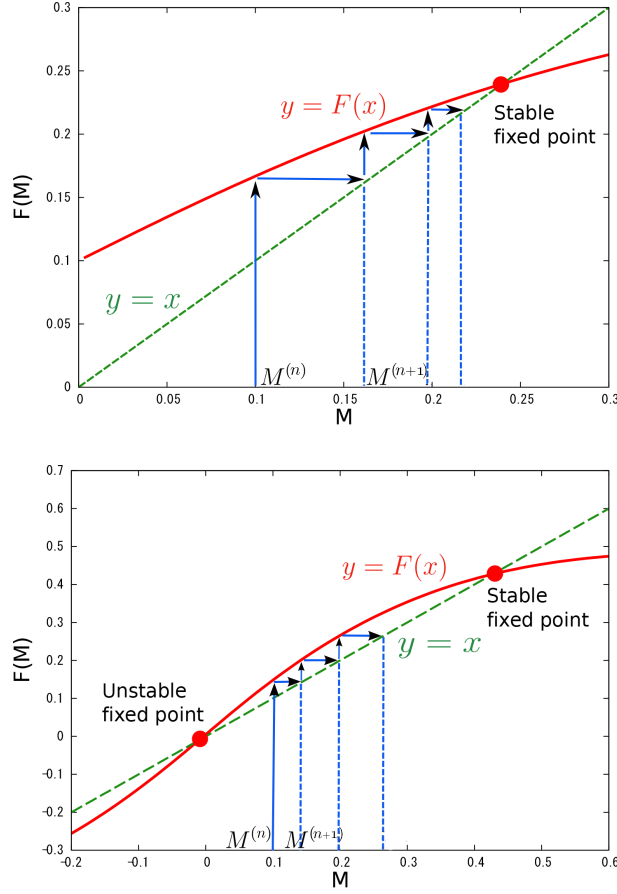 0.3
0.25
0.2
0.15
0.1
0.05
0
F(M)
y = F(x)
Stable
fixed point
y = x
M^(n)
M^(n+1)
0 0.05 0.1 0.15 0.2 0.25 0.3
M
0.7
0.6
0.5
0.4
0.3
0.2
0.1
0
-0.1
-0.2
-0.3
F(M)
y = F(x)
Stable
fixed point
y = x
Unstable
fixed point
M^(n)
M^(n+1)
-0.2 -0.1 0 0.1 0.2 0.3 0.4 0.5 0.6
M